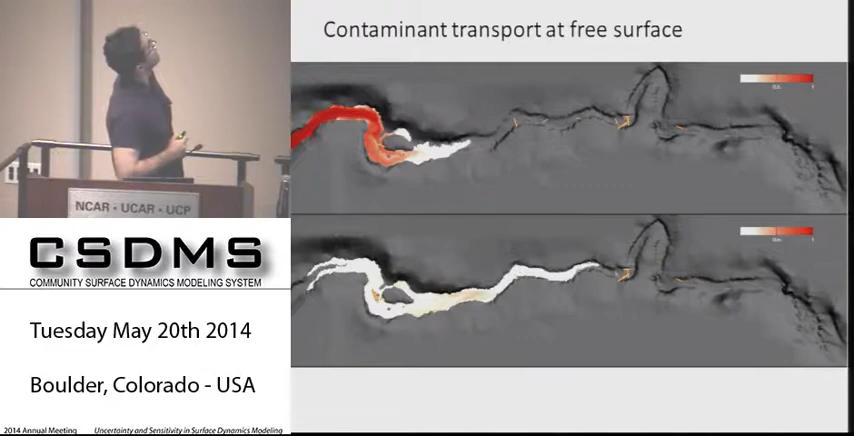 Contaminant transport at free surface
NCAR - UCAR - UCP
CSDMS
COMMUNITY SURFACE DYNAMICS MODELING SYSTEM
Tuesday May 20th 2014
Boulder, Colorado - USA
2014 Annual Meeting Uncertainty and Sensitivity in Surface Dynamics Modeling